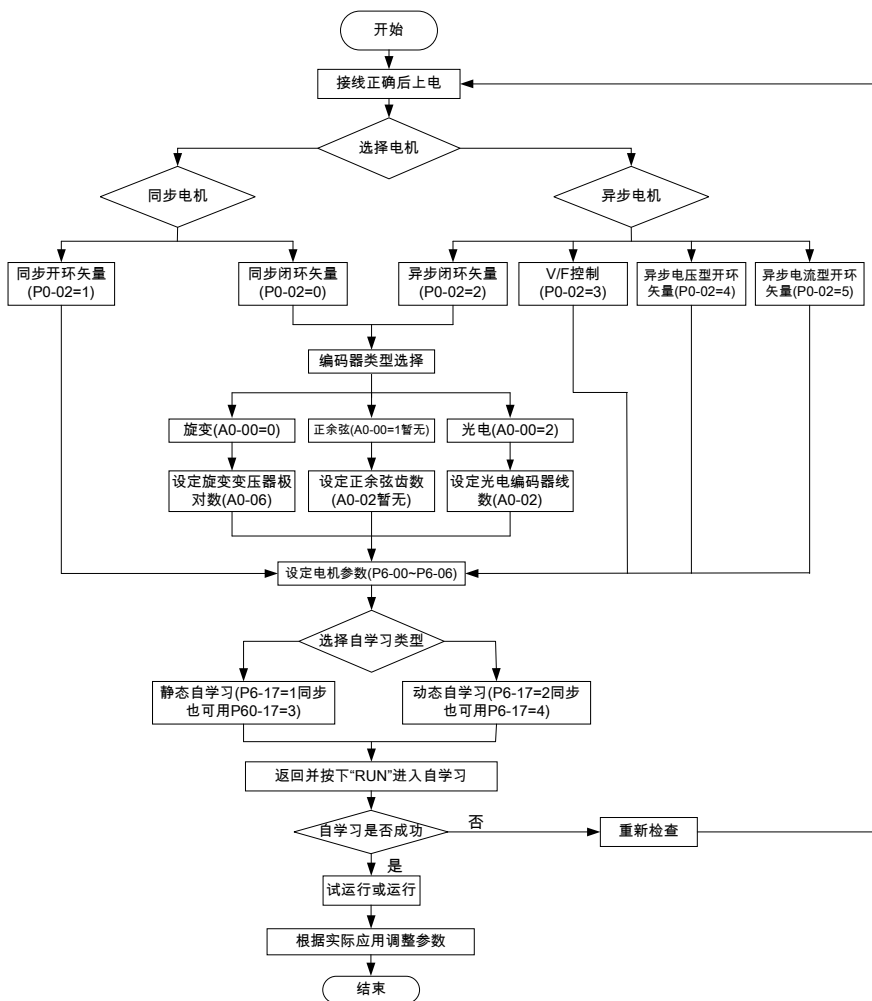 开始
接线正确后上电
选择电机
同步电机
异步电机
同步开环矢量
(P0-02=1)
同步闭环矢量
(P0-02=0)
异步闭环矢量
(P0-02=2)
V/F控制
(P0-02=3)
异步电压型开环
矢量(P0-02=4)
异步电流型开环
矢量(P0-02=5)
编码器类型选择
旋变(A0-00=0)
正余弦(A0-00=1暂无)
光电(A0-00=2)
设定旋变变压器极
对数(A0-06)
设定正余弦齿数
(A0-02暂无)
设定光电编码器线
数(A0-02)
设定电机参数(P6-00~P6-06)
选择自学习类型
静态自学习(P6-17=1同步
也可用P60-17=3)
动态自学习(P6-17=2同步
也可用P6-17=4)
返回并按下“RUN”进入自学习
自学习是否成功
否
重新检查
是
试运行或运行
根据实际应用调整参数
结束